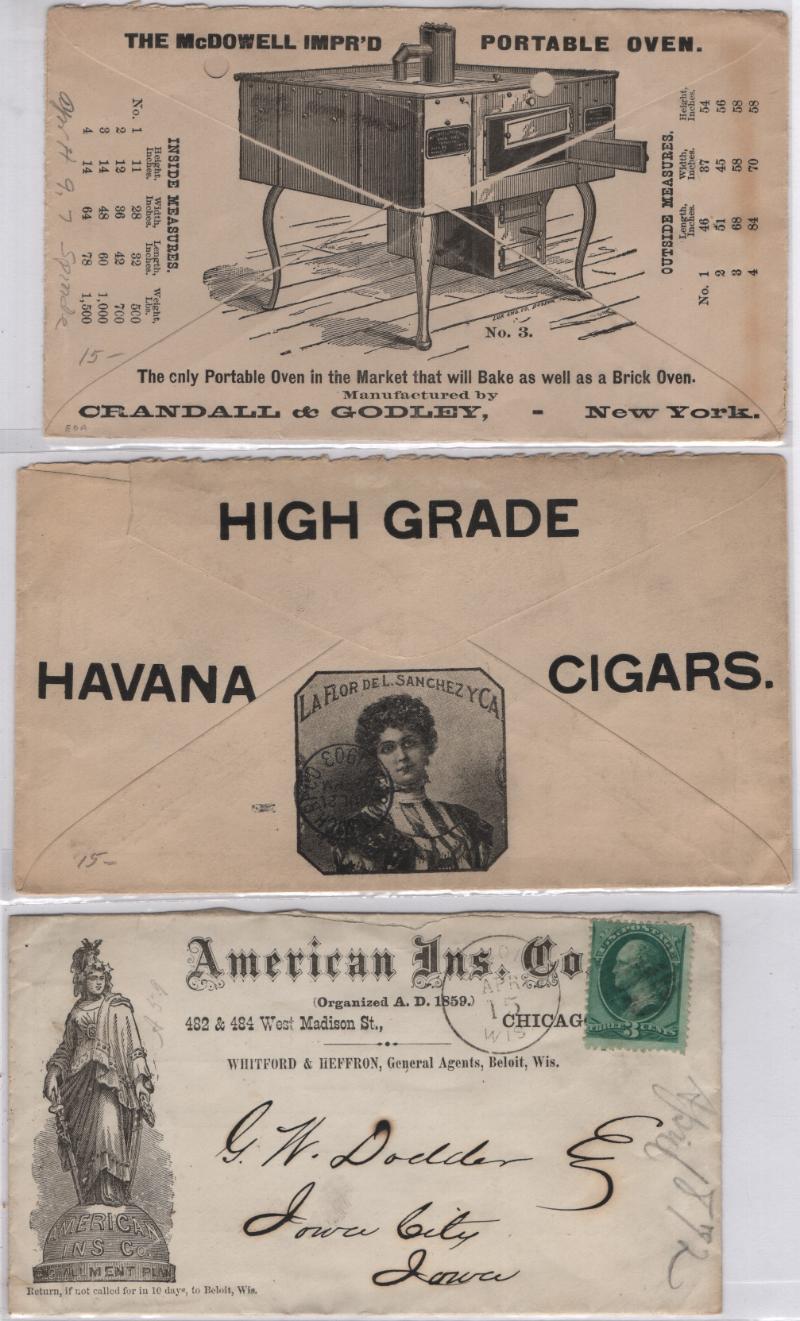 THE McDOWELL IMPR'D PORTABLE OVEN.
INSIDE MEASURES.
No. Height, Inches. Width, Inches. Length, Inches. Weight, Lbs.
1 11 28 32 500
2 12 36 42 700
3 14 48 60 1,000
4 14 64 78 1,500
OUTSIDE MEASURES.
Length, Inches. Width, Inches. Height, Inches.
No. 1 46 37 54
2 51 45 56
3 68 58 58
4 84 70 58
No. 3.
15-
The only Portable Oven in the Market that will Bake as well as a Brick Oven.
Manufactured by
CRANDALL & GODLEY, - New York.
HIGH GRADE
HAVANA CIGARS.
LA FLOR DE L. SANCHEZ Y CA
1903
15-
American Ins. Co
(Organized A. D. 1859.)
482 & 484 West Madison St., CHICAG
WHITFORD & HEFFRON, General Agents, Beloit, Wis.
APR
15
WIS
U.S. POSTAGE
THREE 3 CENTS
G. W. Dodder E
Iowa City
Iowa
1872
AMERICAN
INS Co.
INSTALLMENT PLAN
Return, if not called for in 10 days, to Beloit, Wis.